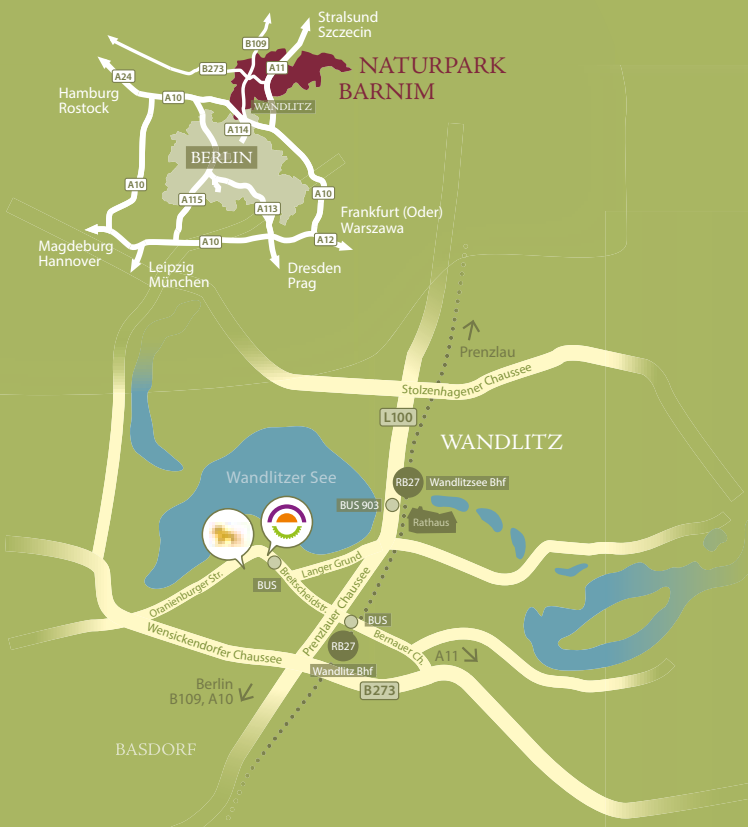 Stralsund
Szczecin
B109
B273
A11
A24
NATURPARK
BARNIM
Hamburg
Rostock
A10
WANDLITZ
A114
BERLIN
A10
A115
A113
A10
Frankfurt (Oder)
Warszawa
A10
A12
Magdeburg
Hannover
Leipzig
München
Dresden
Prag
Prenzlau
Stolzenhagener Chaussee
L100
WANDLITZ
Wandlitzer See
RB27
Wandlitzsee Bhf
BUS 903
Rathaus
Langer Grund
BUS
Oranienburger Str.
Breitscheidstr.
Prenzlauer Chaussee
BUS
Wensickendorfer Chaussee
Bernauer Ch.
RB27
A11
Wandlitz Bhf
Berlin
B109, A10
B273
BASDORF